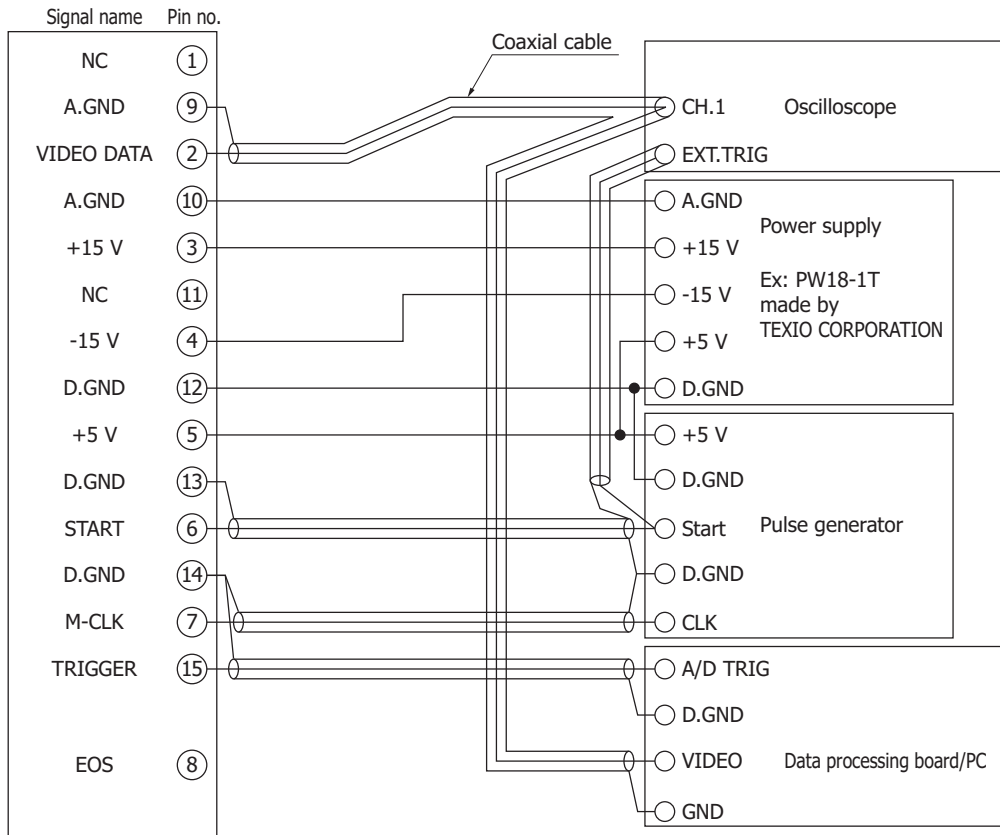 Signal name Pin no.
NC 1
A.GND 9
VIDEO DATA 2
A.GND 10
+15 V 3
NC 11
-15 V 4
D.GND 12
+5 V 5
D.GND 13
START 6
D.GND 14
M-CLK 7
TRIGGER 15
EOS 8
Coaxial cable
CH.1 Oscilloscope
EXT.TRIG
A.GND
Power supply
+15 V
Ex: PW18-1T
-15 V
made by
TEXIO CORPORATION
+5 V
D.GND
+5 V
D.GND
Start Pulse generator
D.GND
CLK
A/D TRIG
D.GND
VIDEO Data processing board/PC
GND